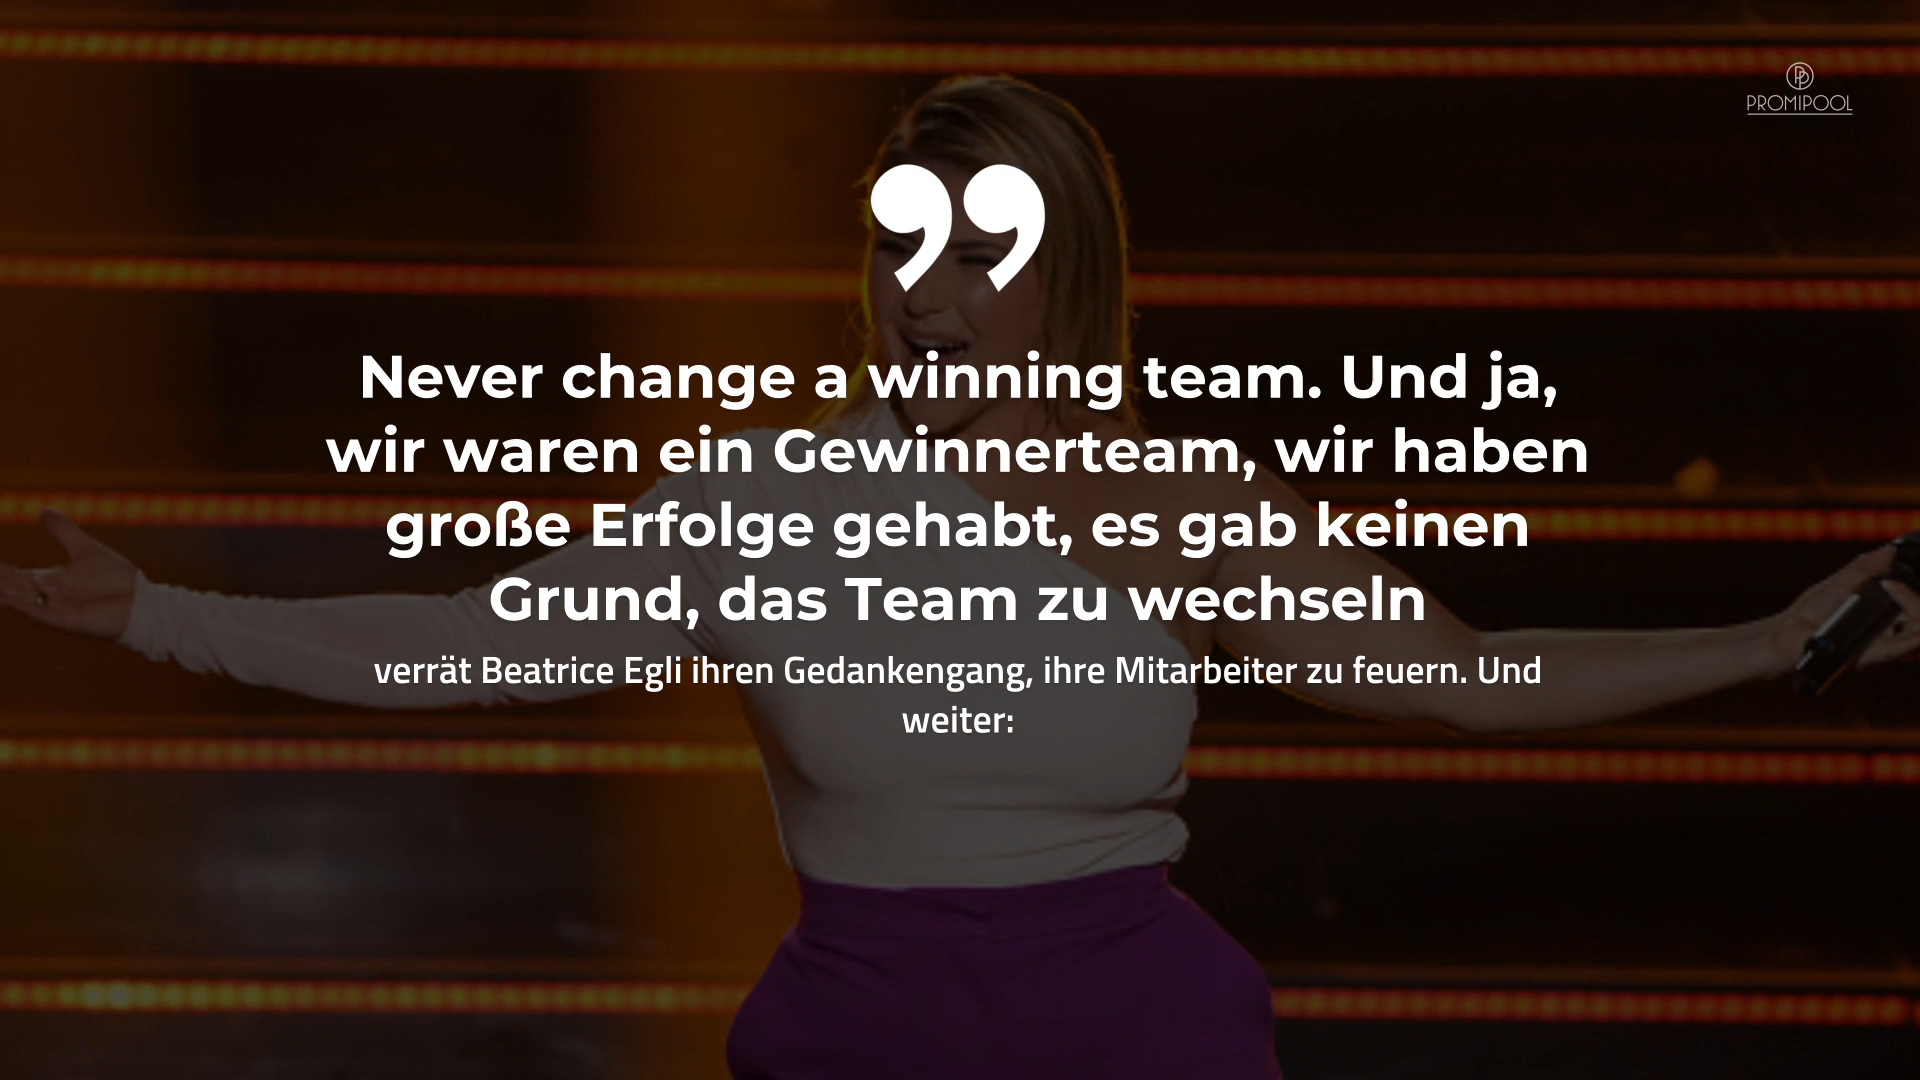 PROMIPOOL
Never change a winning team. Und ja,
wir waren ein Gewinnerteam, wir haben
große Erfolge gehabt, es gab keinen
Grund, das Team zu wechseln
verrät Beatrice Egli ihren Gedankengang, ihre Mitarbeiter zu feuern. Und
weiter: